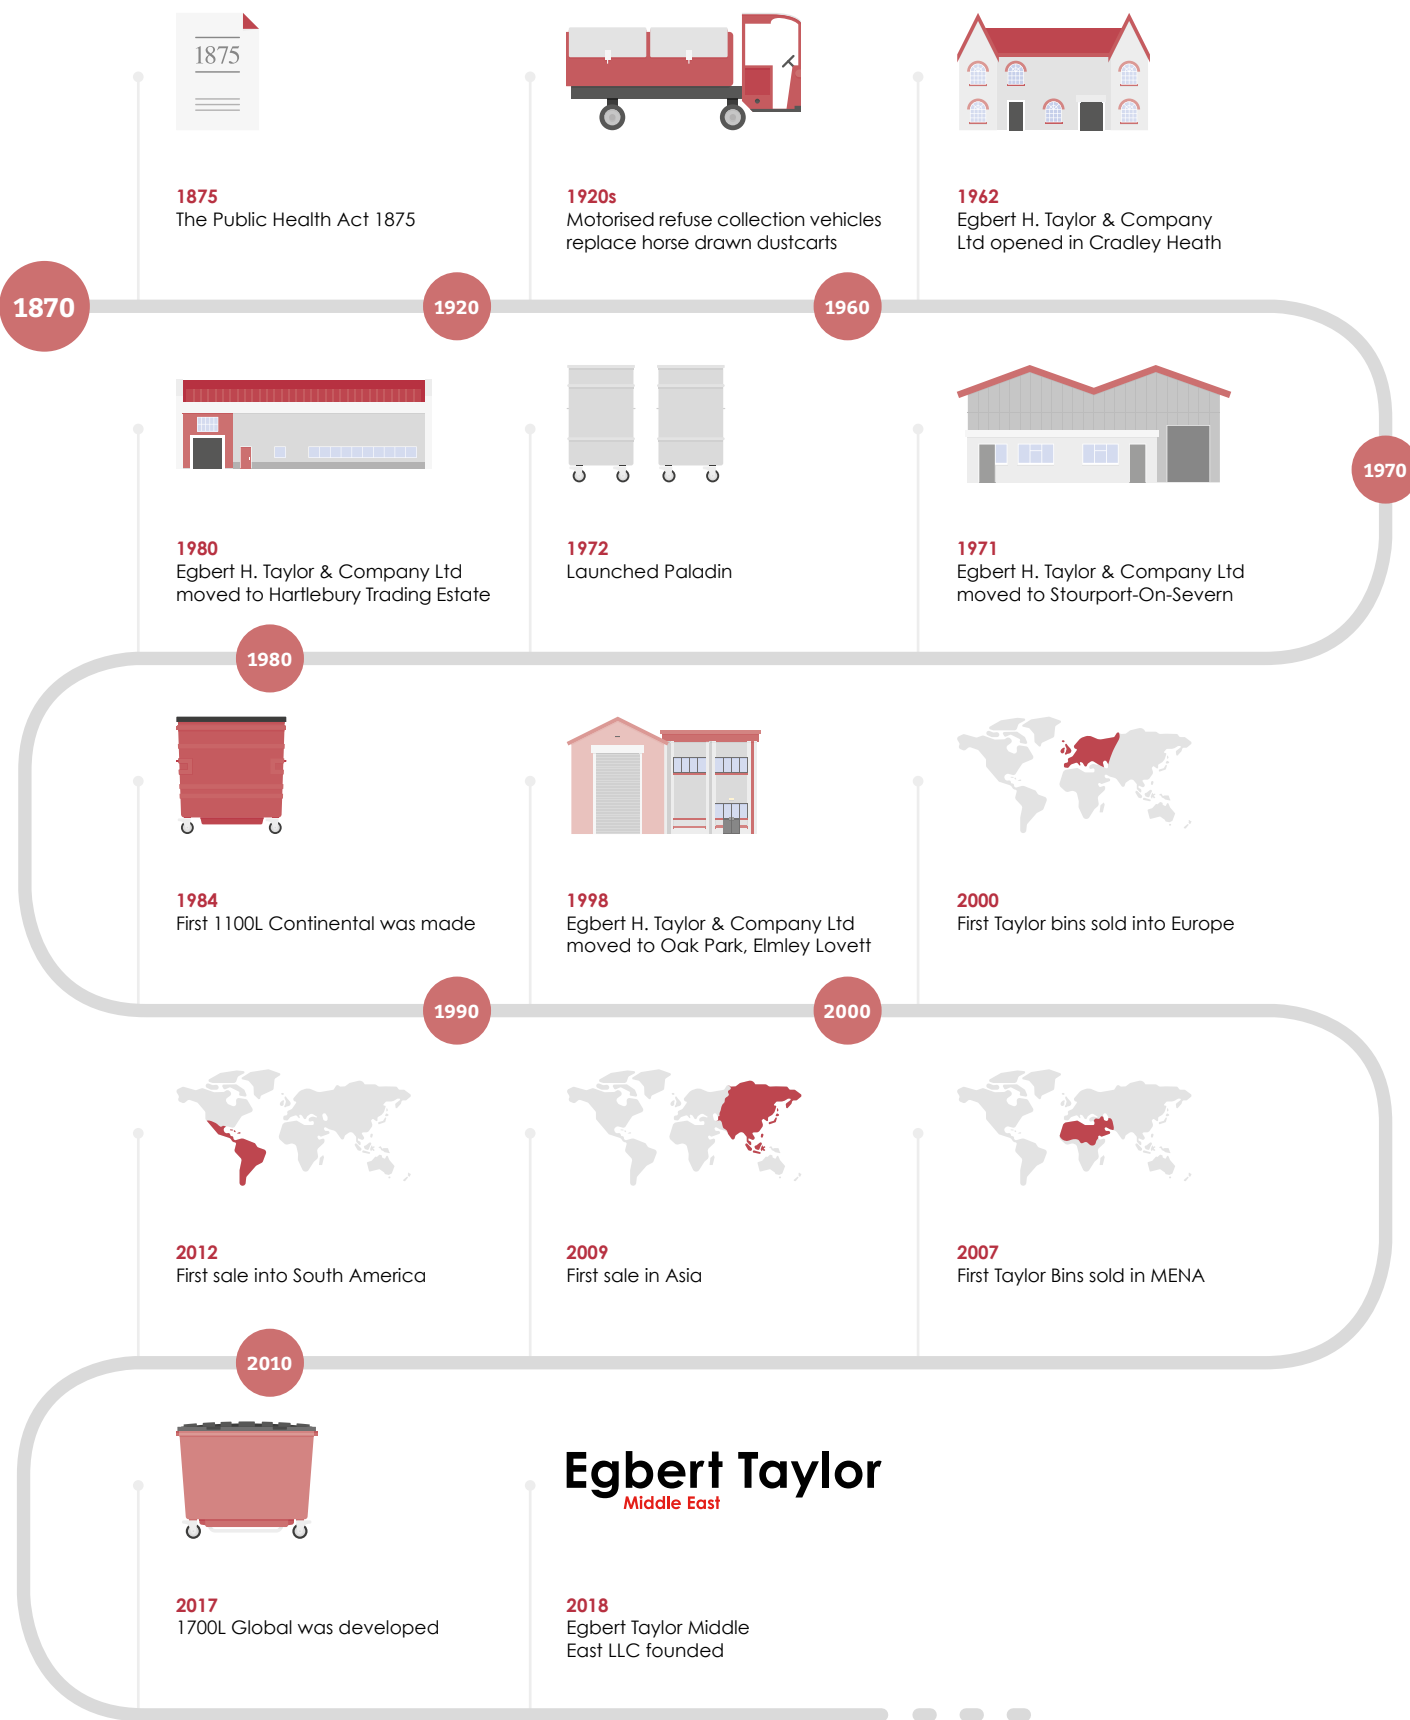 1875
1875
The Public Health Act 1875
1920s
Motorised refuse collection vehicles
replace horse drawn dustcarts
1962
Egbert H. Taylor & Company
Ltd opened in Cradley Heath
1870
1920
1960
1970
1980
Egbert H. Taylor & Company Ltd
moved to Hartlebury Trading Estate
1972
Launched Paladin
1971
Egbert H. Taylor & Company Ltd
moved to Stourport-On-Severn
1980
1984
First 1100L Continental was made
1998
Egbert H. Taylor & Company Ltd
moved to Oak Park, Elmley Lovett
2000
First Taylor bins sold into Europe
1990
2000
2012
First sale into South America
2009
First sale in Asia
2007
First Taylor Bins sold in MENA
2010
Egbert Taylor
Middle East
2017
1700L Global was developed
2018
Egbert Taylor Middle
East LLC founded